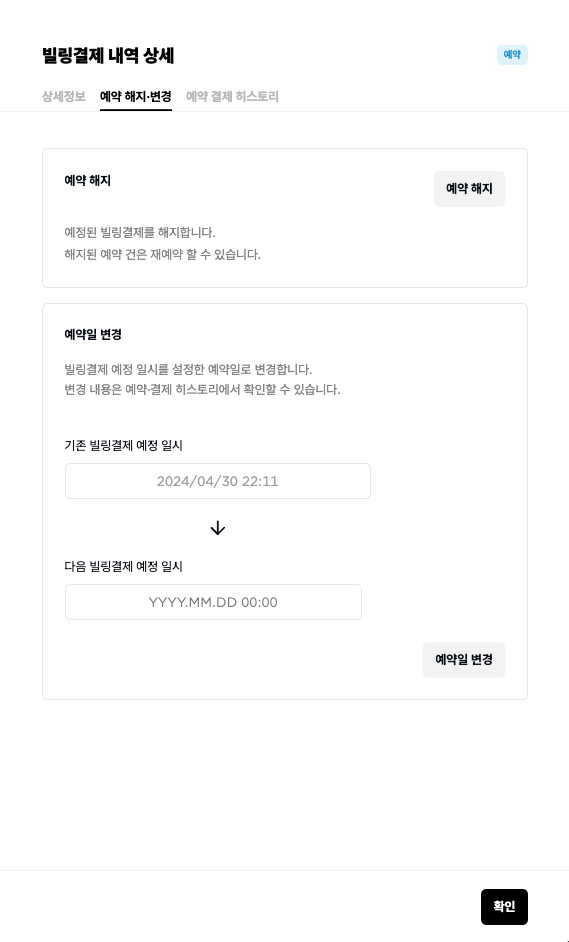 빌링결제 내역 상세
예약
상세정보 예약 해지·변경 예약 결제 히스토리
예약 해지
예약 해지
예정된 빌링결제를 해지합니다.
해지된 예약 건은 재예약 할 수 있습니다.
예약일 변경
빌링결제 예정 일시를 설정한 예약일로 변경합니다.
변경 내용은 예약·결제 히스토리에서 확인할 수 있습니다.
기존 빌링결제 예정 일시
2024/04/30 22:11
다음 빌링결제 예정 일시
YYYY.MM.DD 00:00
예약일 변경
확인